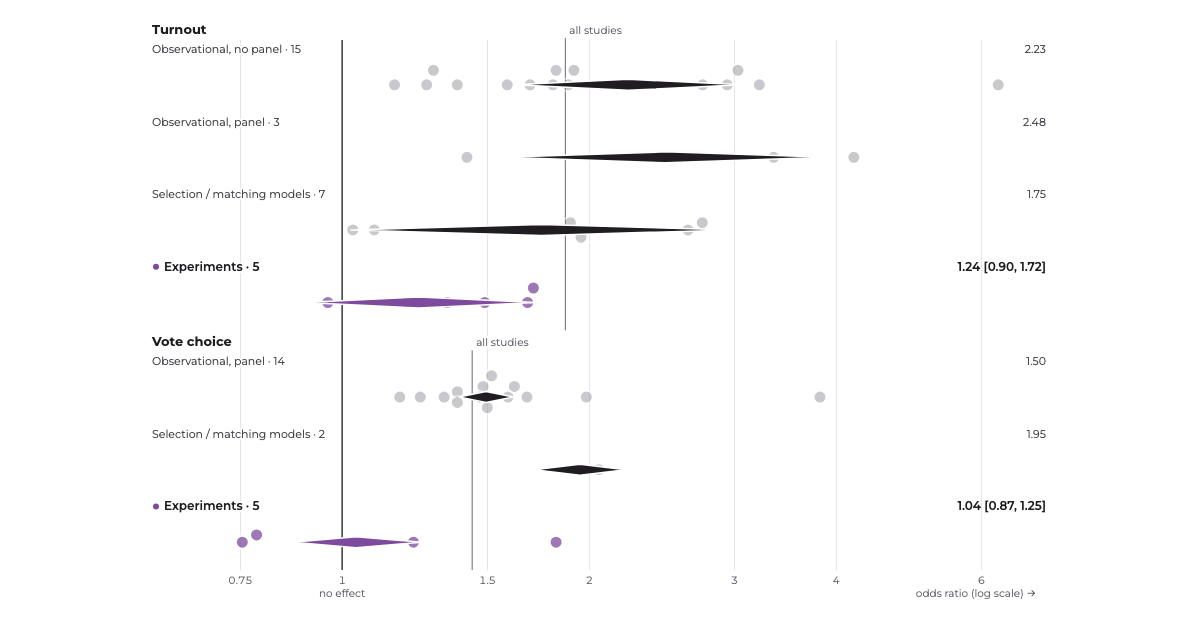 Turnout
all studies
Observational, no panel · 15
2.23
Observational, panel · 3
2.48
Selection / matching models · 7
1.75
Experiments · 5
1.24 [0.90, 1.72]
Vote choice
all studies
Observational, panel · 14
1.50
Selection / matching models · 2
1.95
Experiments · 5
1.04 [0.87, 1.25]
0.75 1 1.5 2 3 4 6
no effect
odds ratio (log scale) →